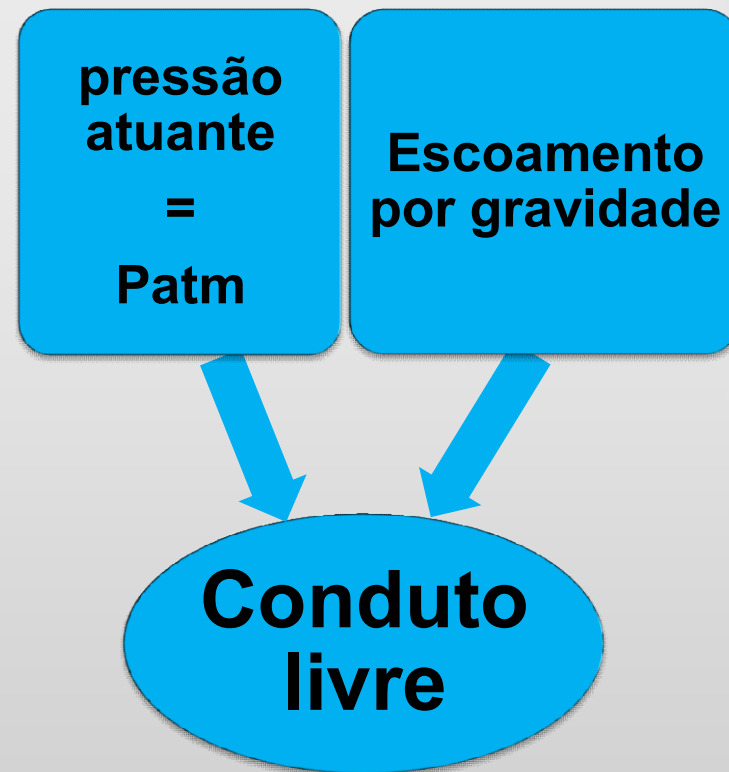 pressão
atuante
=
Patm
Escoamento
por gravidade
Conduto
livre